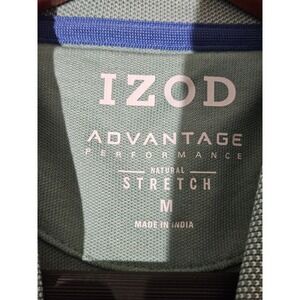 IZOD
ADVANTAGE
PERFORMANCE
NATURAL
STRETCH
M
MADE IN INDIA